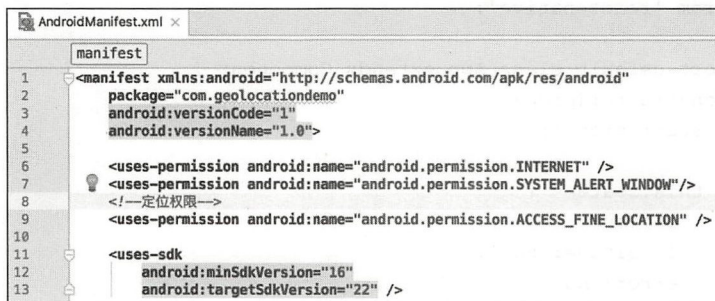 AndroidManifest.xml ×
manifest
1 <manifest xmlns:android="http://schemas.android.com/apk/res/android"
2 package="com.geolocationdemo"
3 android:versionCode="1"
4 android:versionName="1.0">
5
6 <uses-permission android:name="android.permission.INTERNET" />
7 <uses-permission android:name="android.permission.SYSTEM_ALERT_WINDOW"/>
8 <!--定位权限-->
9 <uses-permission android:name="android.permission.ACCESS_FINE_LOCATION" />
10
11 <uses-sdk
12 android:minSdkVersion="16"
13 android:targetSdkVersion="22" />